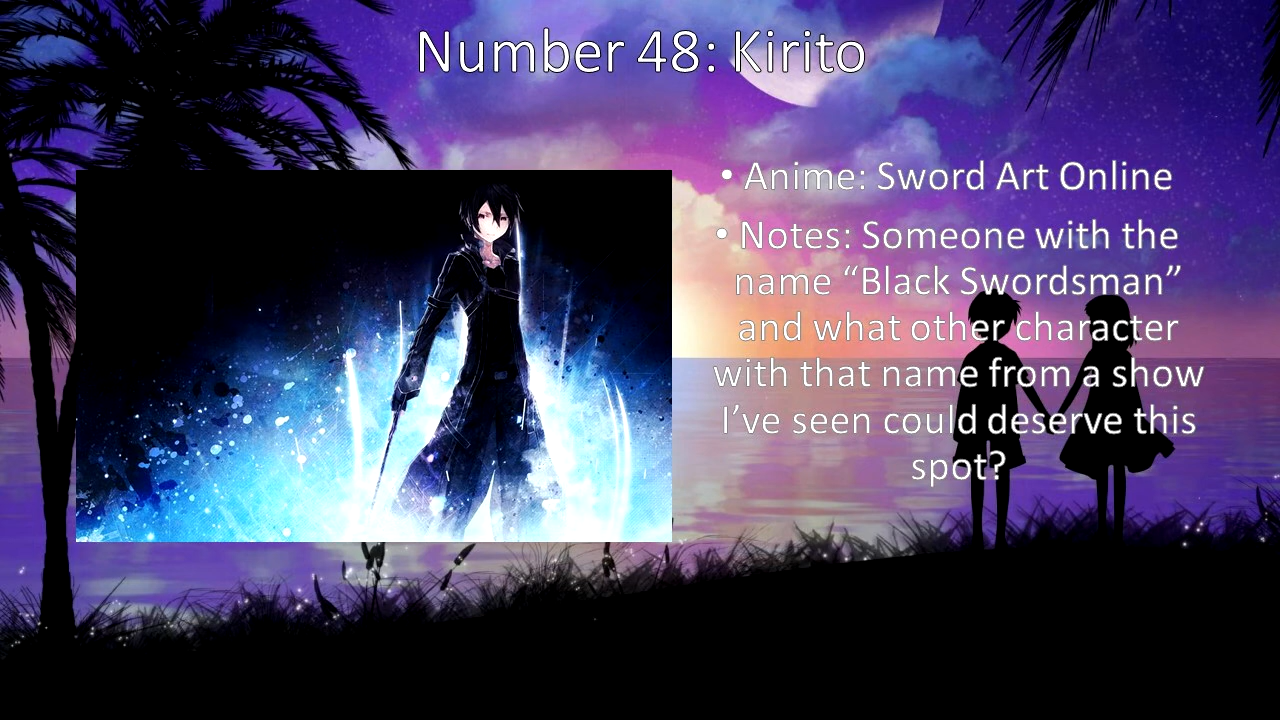 Number 48: Kirito
• Anime: Sword Art Online
• Notes: Someone with the
name “Black Swordsman”
and what other character
with that name from a show
I’ve seen could deserve this
spot?